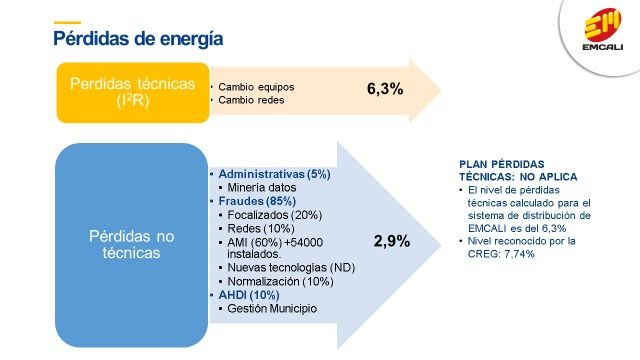 Pérdidas de energía
EMCALI
Perdidas técnicas
(I²R)
• Cambio equipos
• Cambio redes
6,3%
Pérdidas no
técnicas
• Administrativas (5%)
• Minería datos
• Fraudes (85%)
• Focalizados (20%)
• Redes (10%)
• AMI (60%) +54000
instalados.
• Nuevas tecnologías (ND)
• Normalización (10%)
• AHDI (10%)
• Gestión Municipio
2,9%
PLAN PÉRDIDAS
TÉCNICAS: NO APLICA
• El nivel de pérdidas
técnicas calculado para el
sistema de distribución de
EMCALI es del 6,3%
• Nivel reconocido por la
CREG: 7,74%